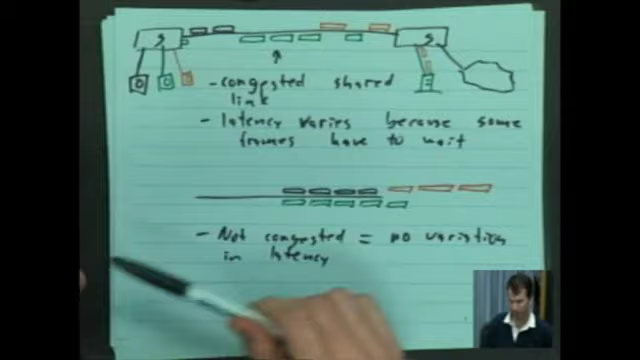 S
S
- congested shared
link
- latency varies because some
frames have to wait
- Not congested = no variation
in latency